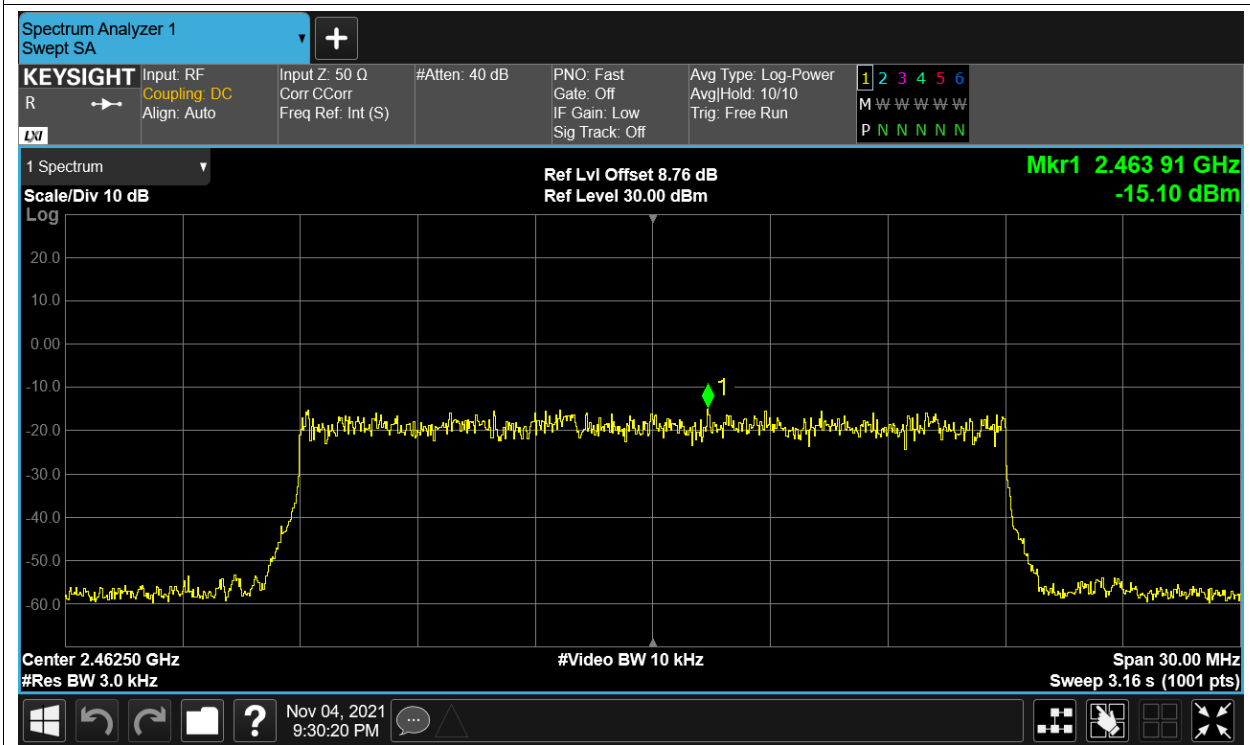 Spectrum Analyzer 1
Swept SA
KEYSIGHT
R
LXI
Input: RF
Coupling: DC
Align: Auto
Input Z: 50 Ω
Corr CCorr
Freq Ref: Int (S)
#Atten: 40 dB
PNO: Fast
Gate: Off
IF Gain: Low
Sig Track: Off
Avg Type: Log-Power
Avg|Hold: 10/10
Trig: Free Run
1 2 3 4 5 6
M W W W W W
P N N N N N
1 Spectrum
Scale/Div 10 dB
Ref Lvl Offset 8.76 dB
Ref Level 30.00 dBm
Mkr1 2.463 91 GHz
-15.10 dBm
Log
20.0
10.0
0.00
-10.0
-20.0
-30.0
-40.0
-50.0
-60.0
1
Center 2.46250 GHz
#Res BW 3.0 kHz
#Video BW 10 kHz
Span 30.00 MHz
Sweep 3.16 s (1001 pts)
?
Nov 04, 2021
9:30:20 PM